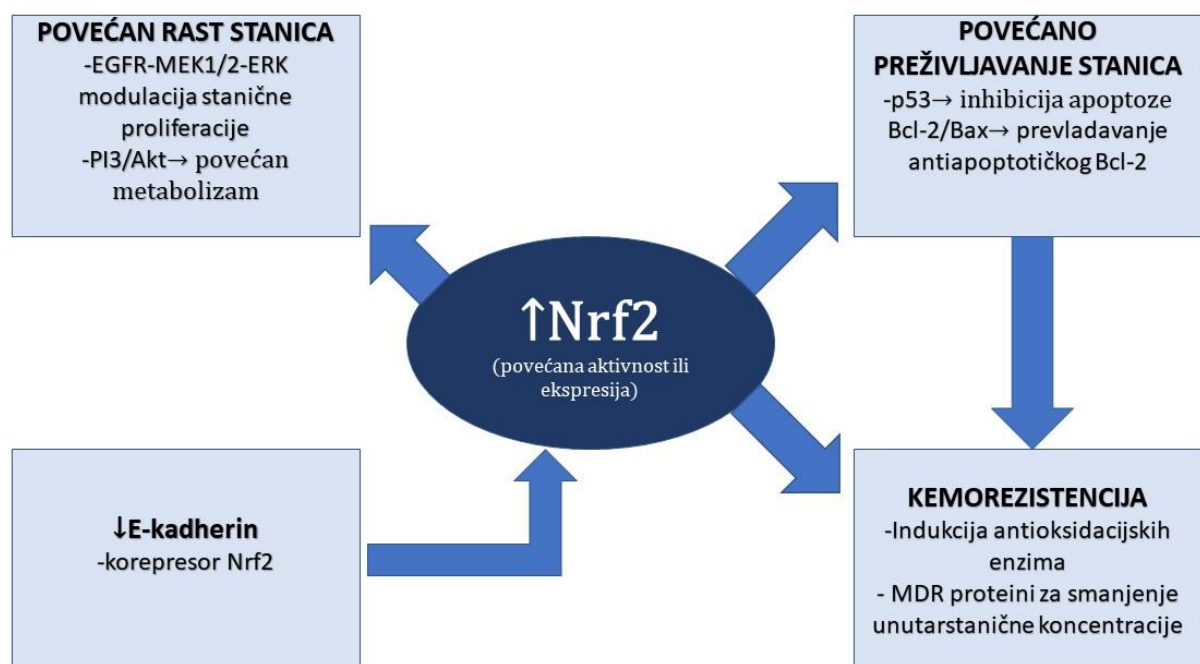 POVEĆAN RAST STANICA
-EGFR-MEK1/2-ERK
modulacija stanične
proliferacije
-PI3/Akt→ povećan
metabolizam
POVEĆANO
PREŽIVLJAVANJE STANICA
-p53→ inhibicija apoptoze
Bcl-2/Bax→ prevladavanje
antiapoptotičkog Bcl-2
↑Nrf2
(povećana aktivnost ili
ekspresija)
↓E-kadherin
-korepresor Nrf2
KEMOREZISTENCIJA
-Indukcija antioksidacijskih
enzima
- MDR proteini za smanjenje
unutarstanične koncentracije